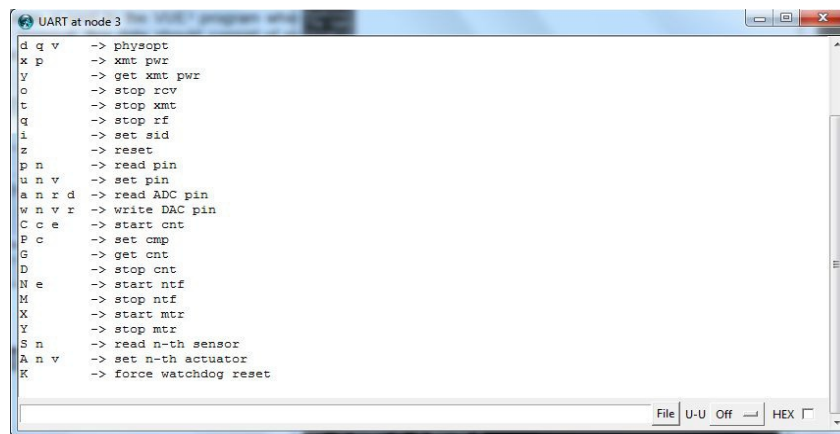 UART at node 3
d q v -> physopt
x p -> xmt pwr
y -> get xmt pwr
o -> stop rcv
t -> stop xmt
q -> stop rf
i -> set sid
z -> reset
p n -> read pin
u n v -> set pin
a n r d -> read ADC pin
w n v r -> write DAC pin
C c e -> start cnt
P c -> set cmp
G -> get cnt
D -> stop cnt
N e -> start ntf
M -> stop ntf
X -> start mtr
Y -> stop mtr
S n -> read n-th sensor
A n v -> set n-th actuator
K -> force watchdog reset
File U-U Off HEX